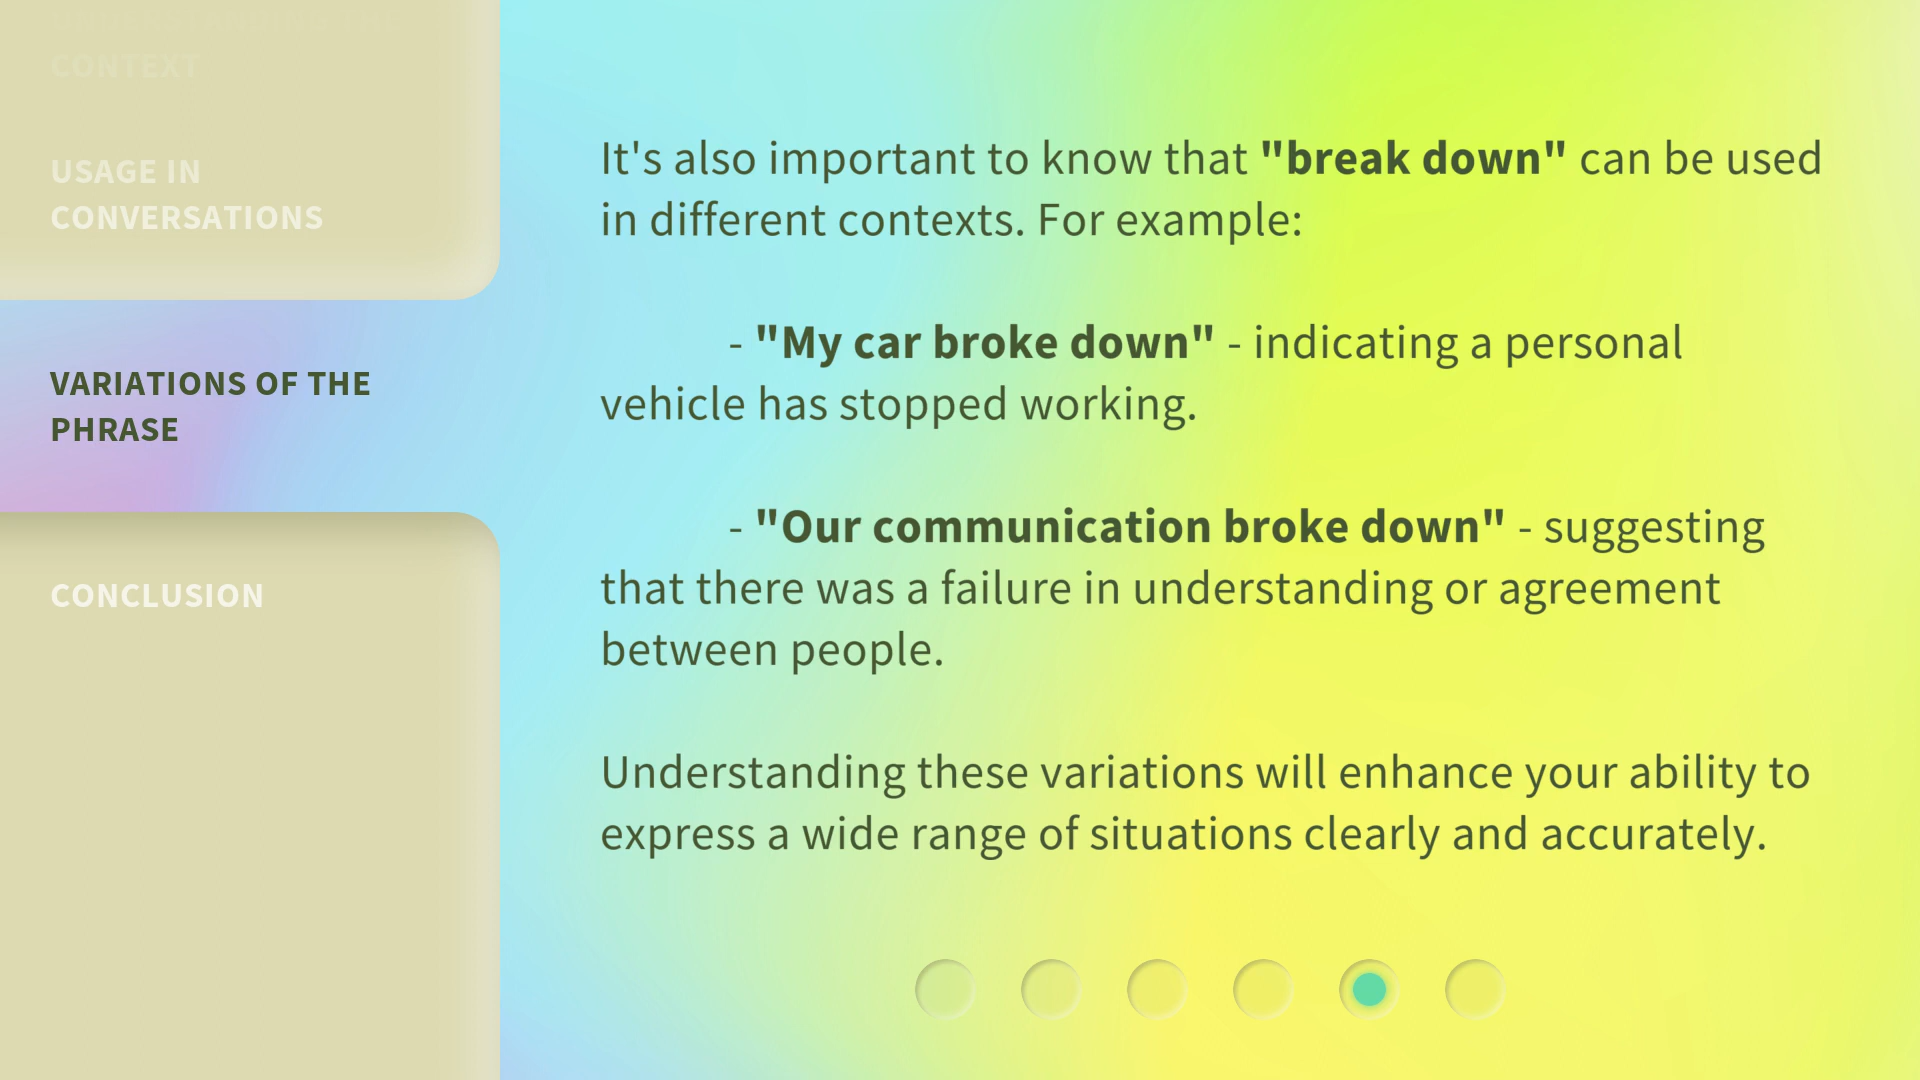 CONTEXT
USAGE IN
CONVERSATIONS
VARIATIONS OF THE
PHRASE
CONCLUSION
It's also important to know that "break down" can be used
in different contexts. For example:
- "My car broke down" - indicating a personal
vehicle has stopped working.
- "Our communication broke down" - suggesting
that there was a failure in understanding or agreement
between people.
Understanding these variations will enhance your ability to
express a wide range of situations clearly and accurately.